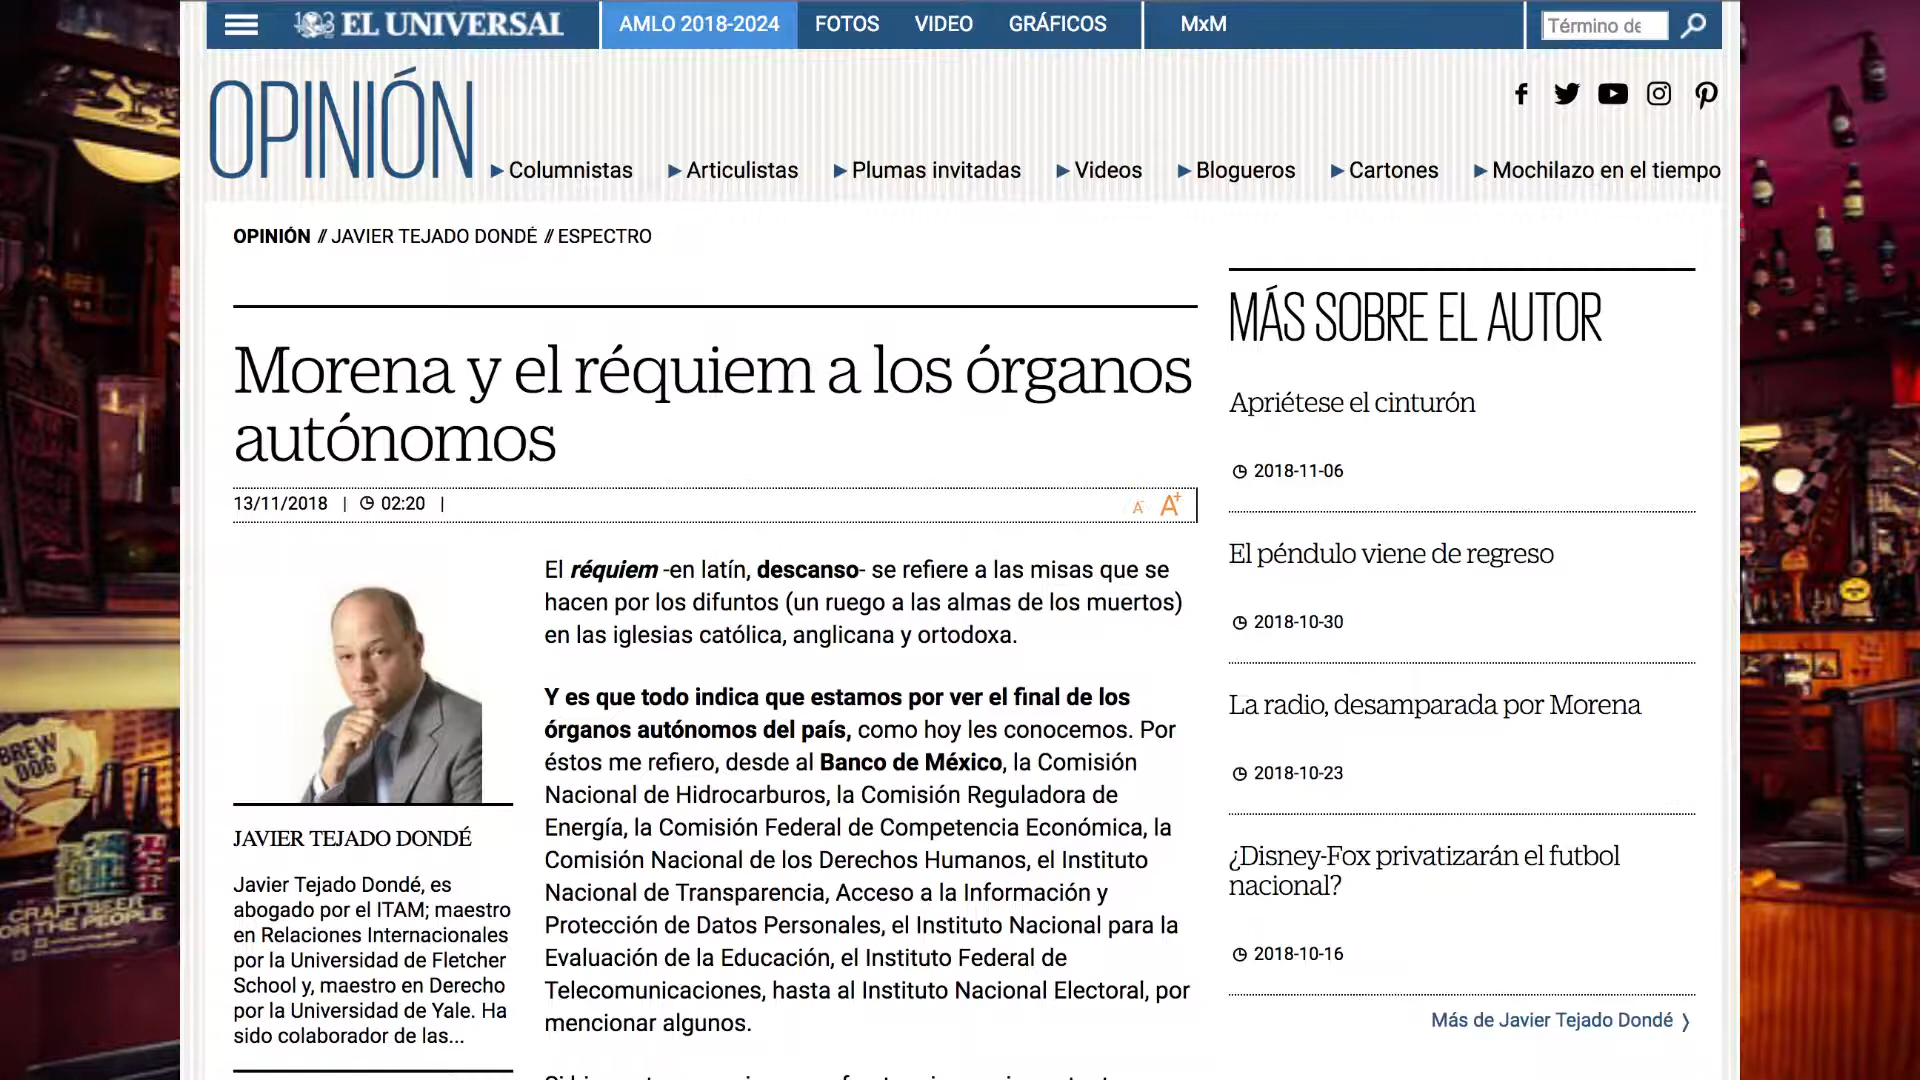 EL UNIVERSAL
AMLO 2018-2024
FOTOS
VIDEO
GRÁFICOS
MxM
Término de
OPINIÓN
Columnistas
Articulistas
Plumas invitadas
Videos
Blogueros
Cartones
Mochilazo en el tiempo
OPINIÓN // JAVIER TEJADO DONDÉ // ESPECTRO
Morena y el réquiem a los órganos
autónomos
13/11/2018 | 02:20 |
A- A+
El réquiem -en latín, descanso- se refiere a las misas que se
hacen por los difuntos (un ruego a las almas de los muertos)
en las iglesias católica, anglicana y ortodoxa.
Y es que todo indica que estamos por ver el final de los
órganos autónomos del país, como hoy les conocemos. Por
éstos me refiero, desde al Banco de México, la Comisión
Nacional de Hidrocarburos, la Comisión Reguladora de
Energía, la Comisión Federal de Competencia Económica, la
Comisión Nacional de los Derechos Humanos, el Instituto
Nacional de Transparencia, Acceso a la Información y
Protección de Datos Personales, el Instituto Nacional para la
Evaluación de la Educación, el Instituto Federal de
Telecomunicaciones, hasta al Instituto Nacional Electoral, por
mencionar algunos.
JAVIER TEJADO DONDÉ
Javier Tejado Dondé, es
abogado por el ITAM; maestro
en Relaciones Internacionales
por la Universidad de Fletcher
School y, maestro en Derecho
por la Universidad de Yale. Ha
sido colaborador de las...
MÁS SOBRE EL AUTOR
Apriétese el cinturón
2018-11-06
El péndulo viene de regreso
2018-10-30
La radio, desamparada por Morena
2018-10-23
¿Disney-Fox privatizarán el futbol
nacional?
2018-10-16
Más de Javier Tejado Dondé
BREW
DOG
CRAFT BEER
FOR THE PEOPLE